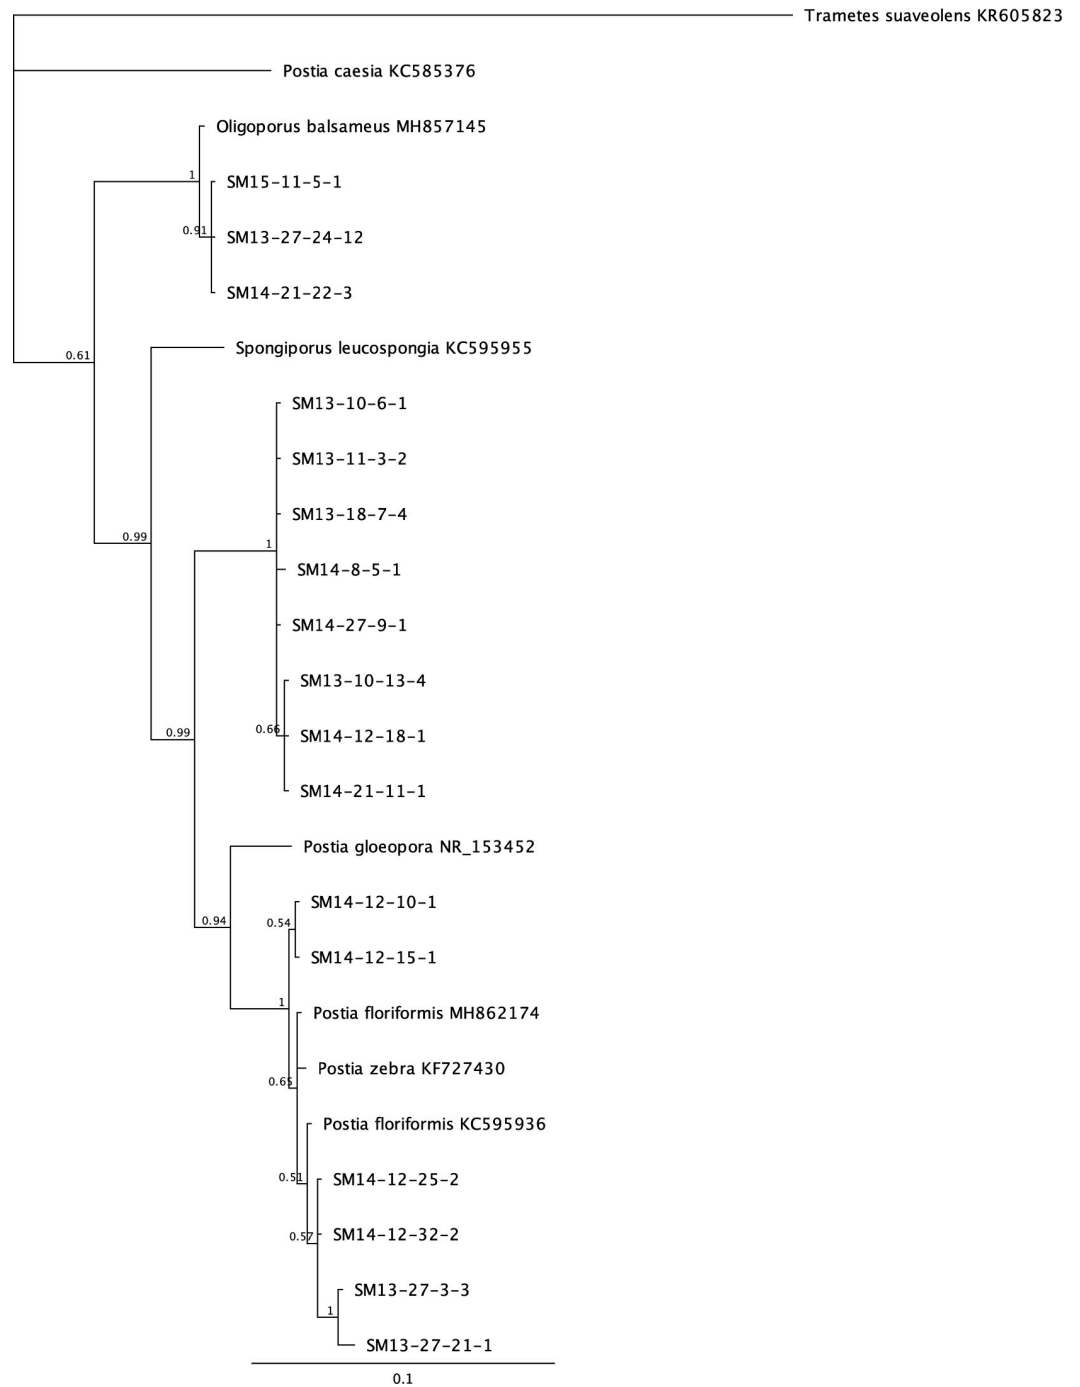 Trametes suaveolens KR605823
Postia caesia KC585376
Oligoporus balsameus MH857145
1
SM15-11-5-1
0.91
SM13-27-24-12
SM14-21-22-3
Spongiporus leucospongia KC595955
0.61
SM13-10-6-1
SM13-11-3-2
SM13-18-7-4
0.99
1
SM14-8-5-1
SM14-27-9-1
SM13-10-13-4
0.99
0.66
SM14-12-18-1
SM14-21-11-1
Postia gloeopora NR_153452
SM14-12-10-1
0.94
0.54
SM14-12-15-1
1
Postia floriformis MH862174
Postia zebra KF727430
0.65
Postia floriformis KC595936
0.51
SM14-12-25-2
0.57
SM14-12-32-2
SM13-27-3-3
1
SM13-27-21-1
0.1